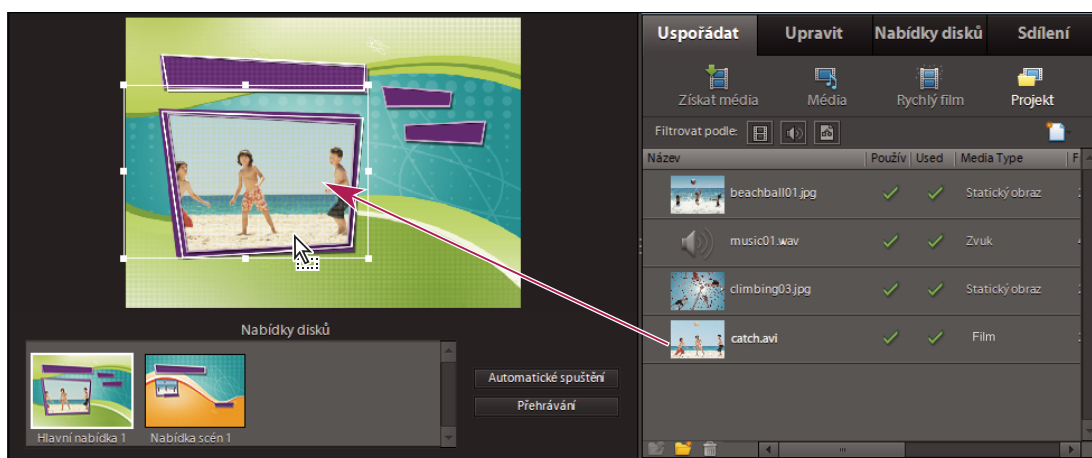 Uspořádat Upravit Nabídky disků Sdílení
Získat média Média Rychlý film Projekt
Filtrovat podle:
Název Použív Used Media Type F
beachball01.jpg Statický obraz
music01.wav Zvuk
climbing03.jpg Statický obraz
catch.avi Film
Nabídky disků
Automatické spuštění
Přehrávání
Hlavní nabídka 1 Nabídka scén 1